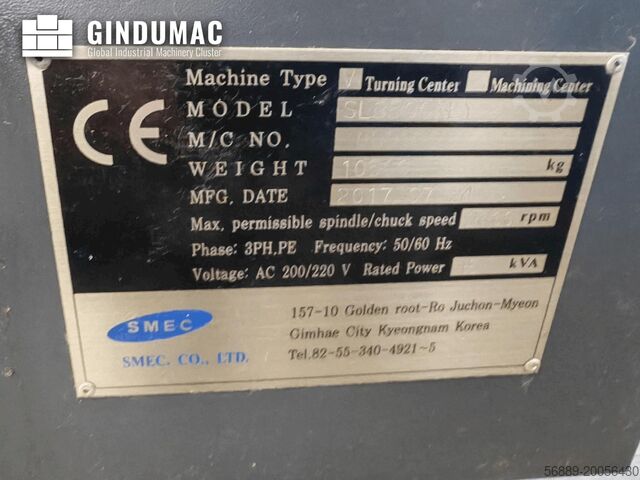 GINDUMAC
Global Industrial Machinery Cluster
CE
Machine Type V Turning Center Machining Center
MODEL
M/C NO.
WEIGHT kg
MFG. DATE 2017
Max. permissible spindle/chuck speed rpm
Phase: 3PH,PE Frequency: 50/60 Hz
Voltage: AC 200/220 V Rated Power kVA
SMEC
SMEC. CO., LTD.
157-10 Golden root-Ro Juchon-Myeon
Gimhae City Kyeongnam Korea
Tel.82-55-340-4921~5
56889-20056430